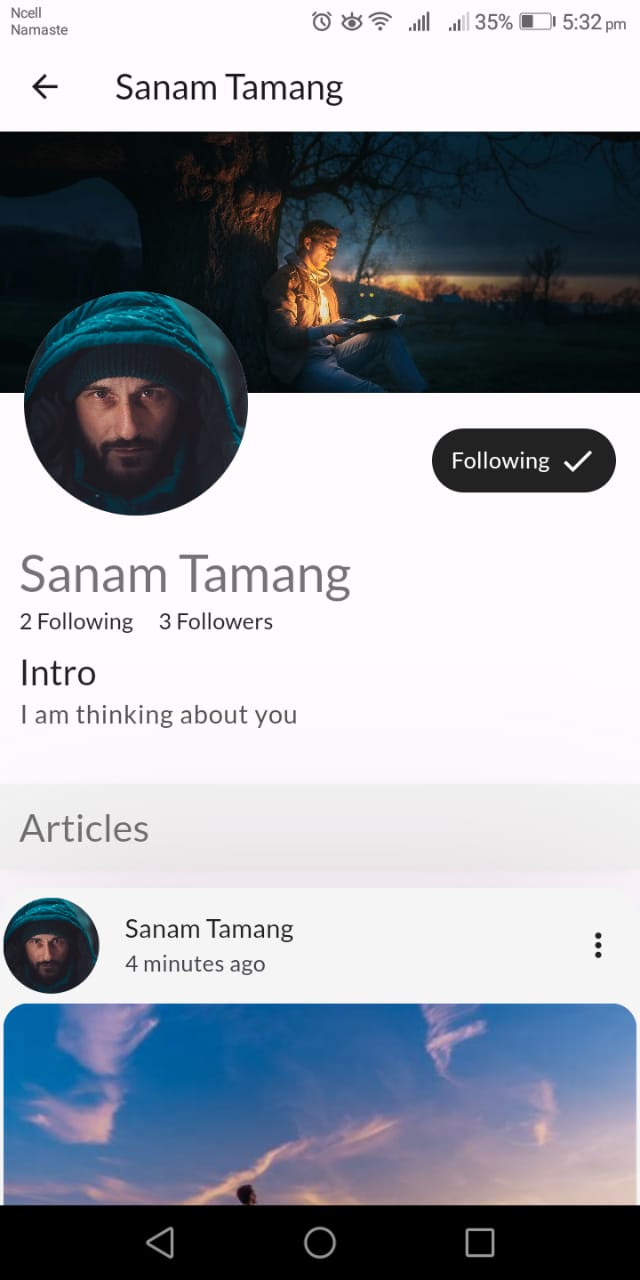 Ncell
Namaste
35% 5:32 pm
Sanam Tamang
Following
Sanam Tamang
2 Following 3 Followers
Intro
I am thinking about you
Articles
Sanam Tamang
4 minutes ago